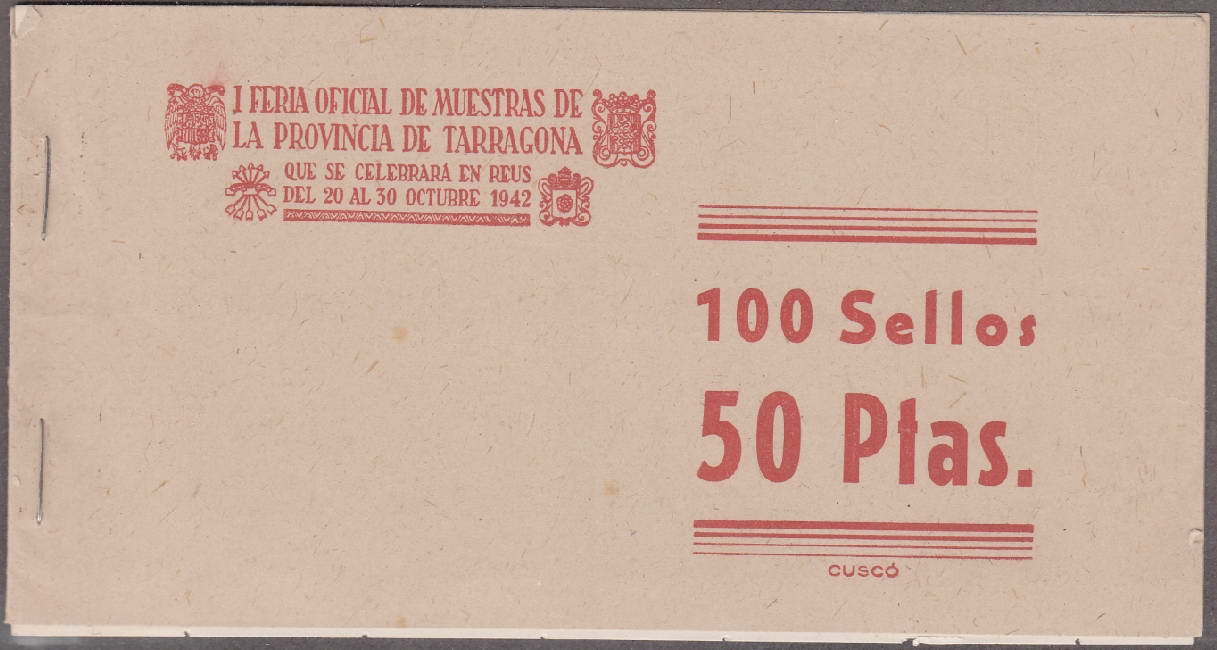 I FERIA OFICIAL DE MUESTRAS DE
LA PROVINCIA DE TARRAGONA
QUE SE CELEBRARÁ EN REUS
DEL 20 AL 30 OCTUBRE 1942
100 Sellos
50 Ptas.
CUSCÓ